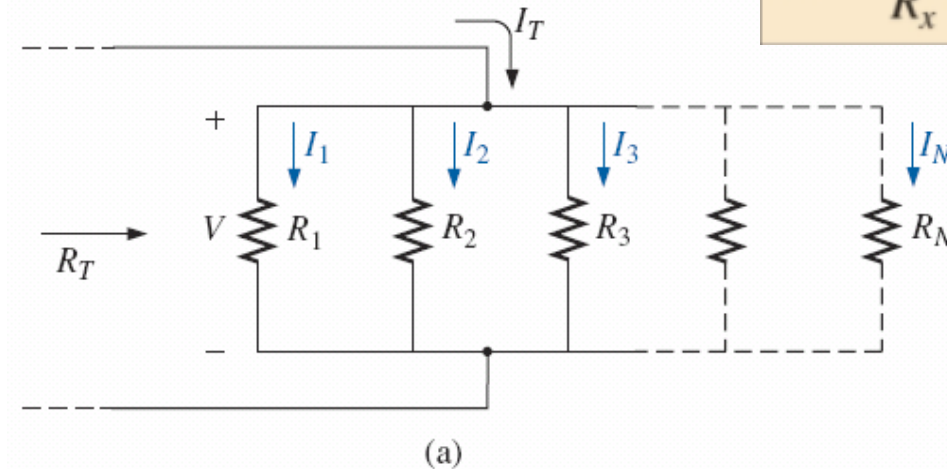 R_x
I_T
+
I_1 I_2 I_3 I_N
V R_1 R_2 R_3 R_N
R_T
−
(a)